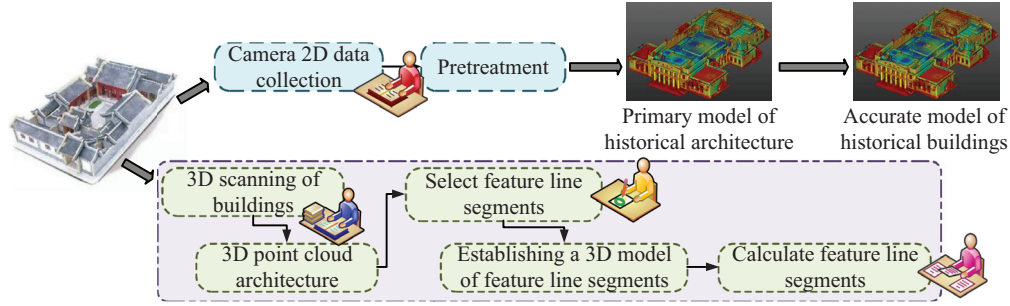 Camera 2D data
collection
Pretreatment
Primary model of
historical architecture
Accurate model of
historical buildings
3D scanning of
buildings
3D point cloud
architecture
Select feature line
segments
Establishing a 3D model
of feature line segments
Calculate feature line
segments